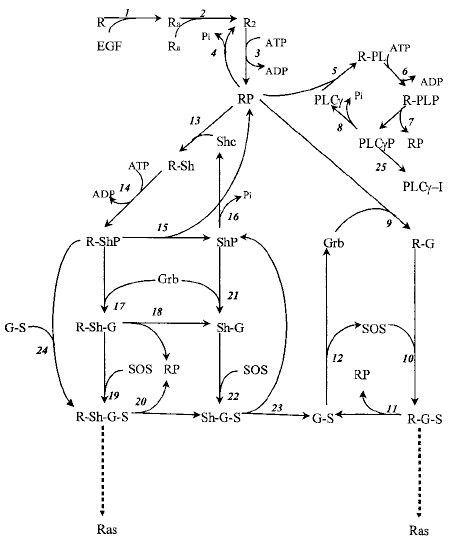 1 2
R Ra R2
EGF Ra Pi 4 3 ATP
ADP
R-PL ATP
5 6 ADP
RP PLCγ Pi R-PLP
8 7
PLCγP RP
25
PLCγ-I
13 Shc
ATP R-Sh
ADP 14
15 16 Pi
R-ShP ShP Grb 9 R-G
Grb
17 18 21
G-S R-Sh-G Sh-G SOS
24 12 10
SOS RP SOS RP
19 20 22 23 11
R-Sh-G-S Sh-G-S G-S R-G-S
Ras Ras